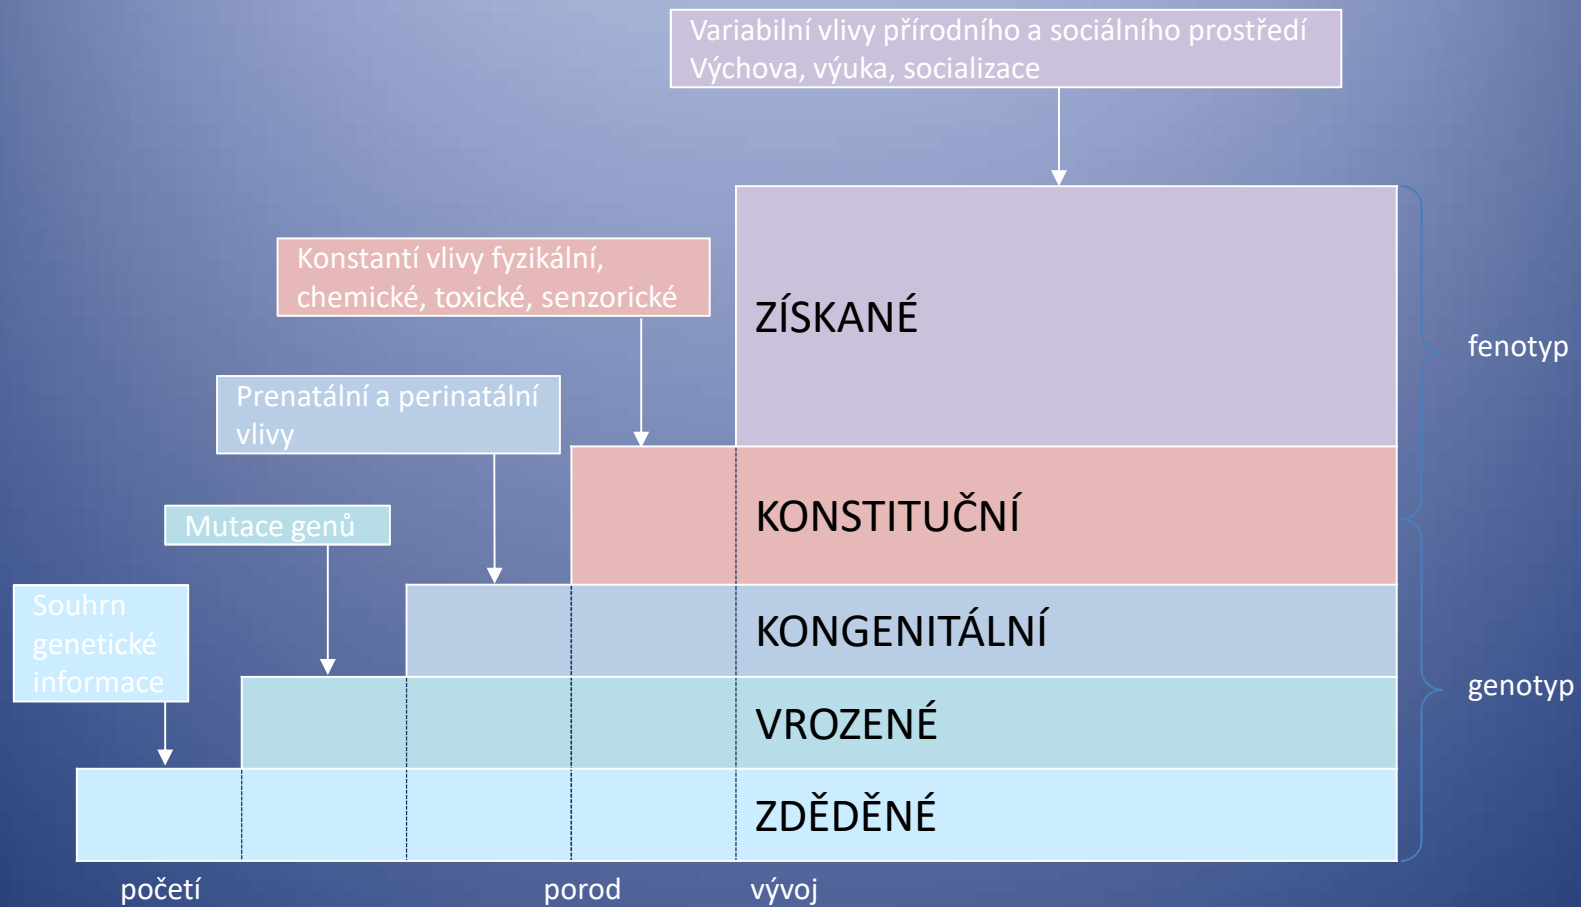 Variabilní vlivy přírodního a sociálního prostředí
Výchova, výuka, socializace
Konstantí vlivy fyzikální,
chemické, toxické, senzorické
ZÍSKANÉ
fenotyp
Prenatální a perinatální
vlivy
KONSTITUČNÍ
Mutace genů
Souhrn
genetické
informace
KONGENITÁLNÍ
genotyp
VROZENÉ
ZDĚDĚNÉ
početí
porod
vývoj